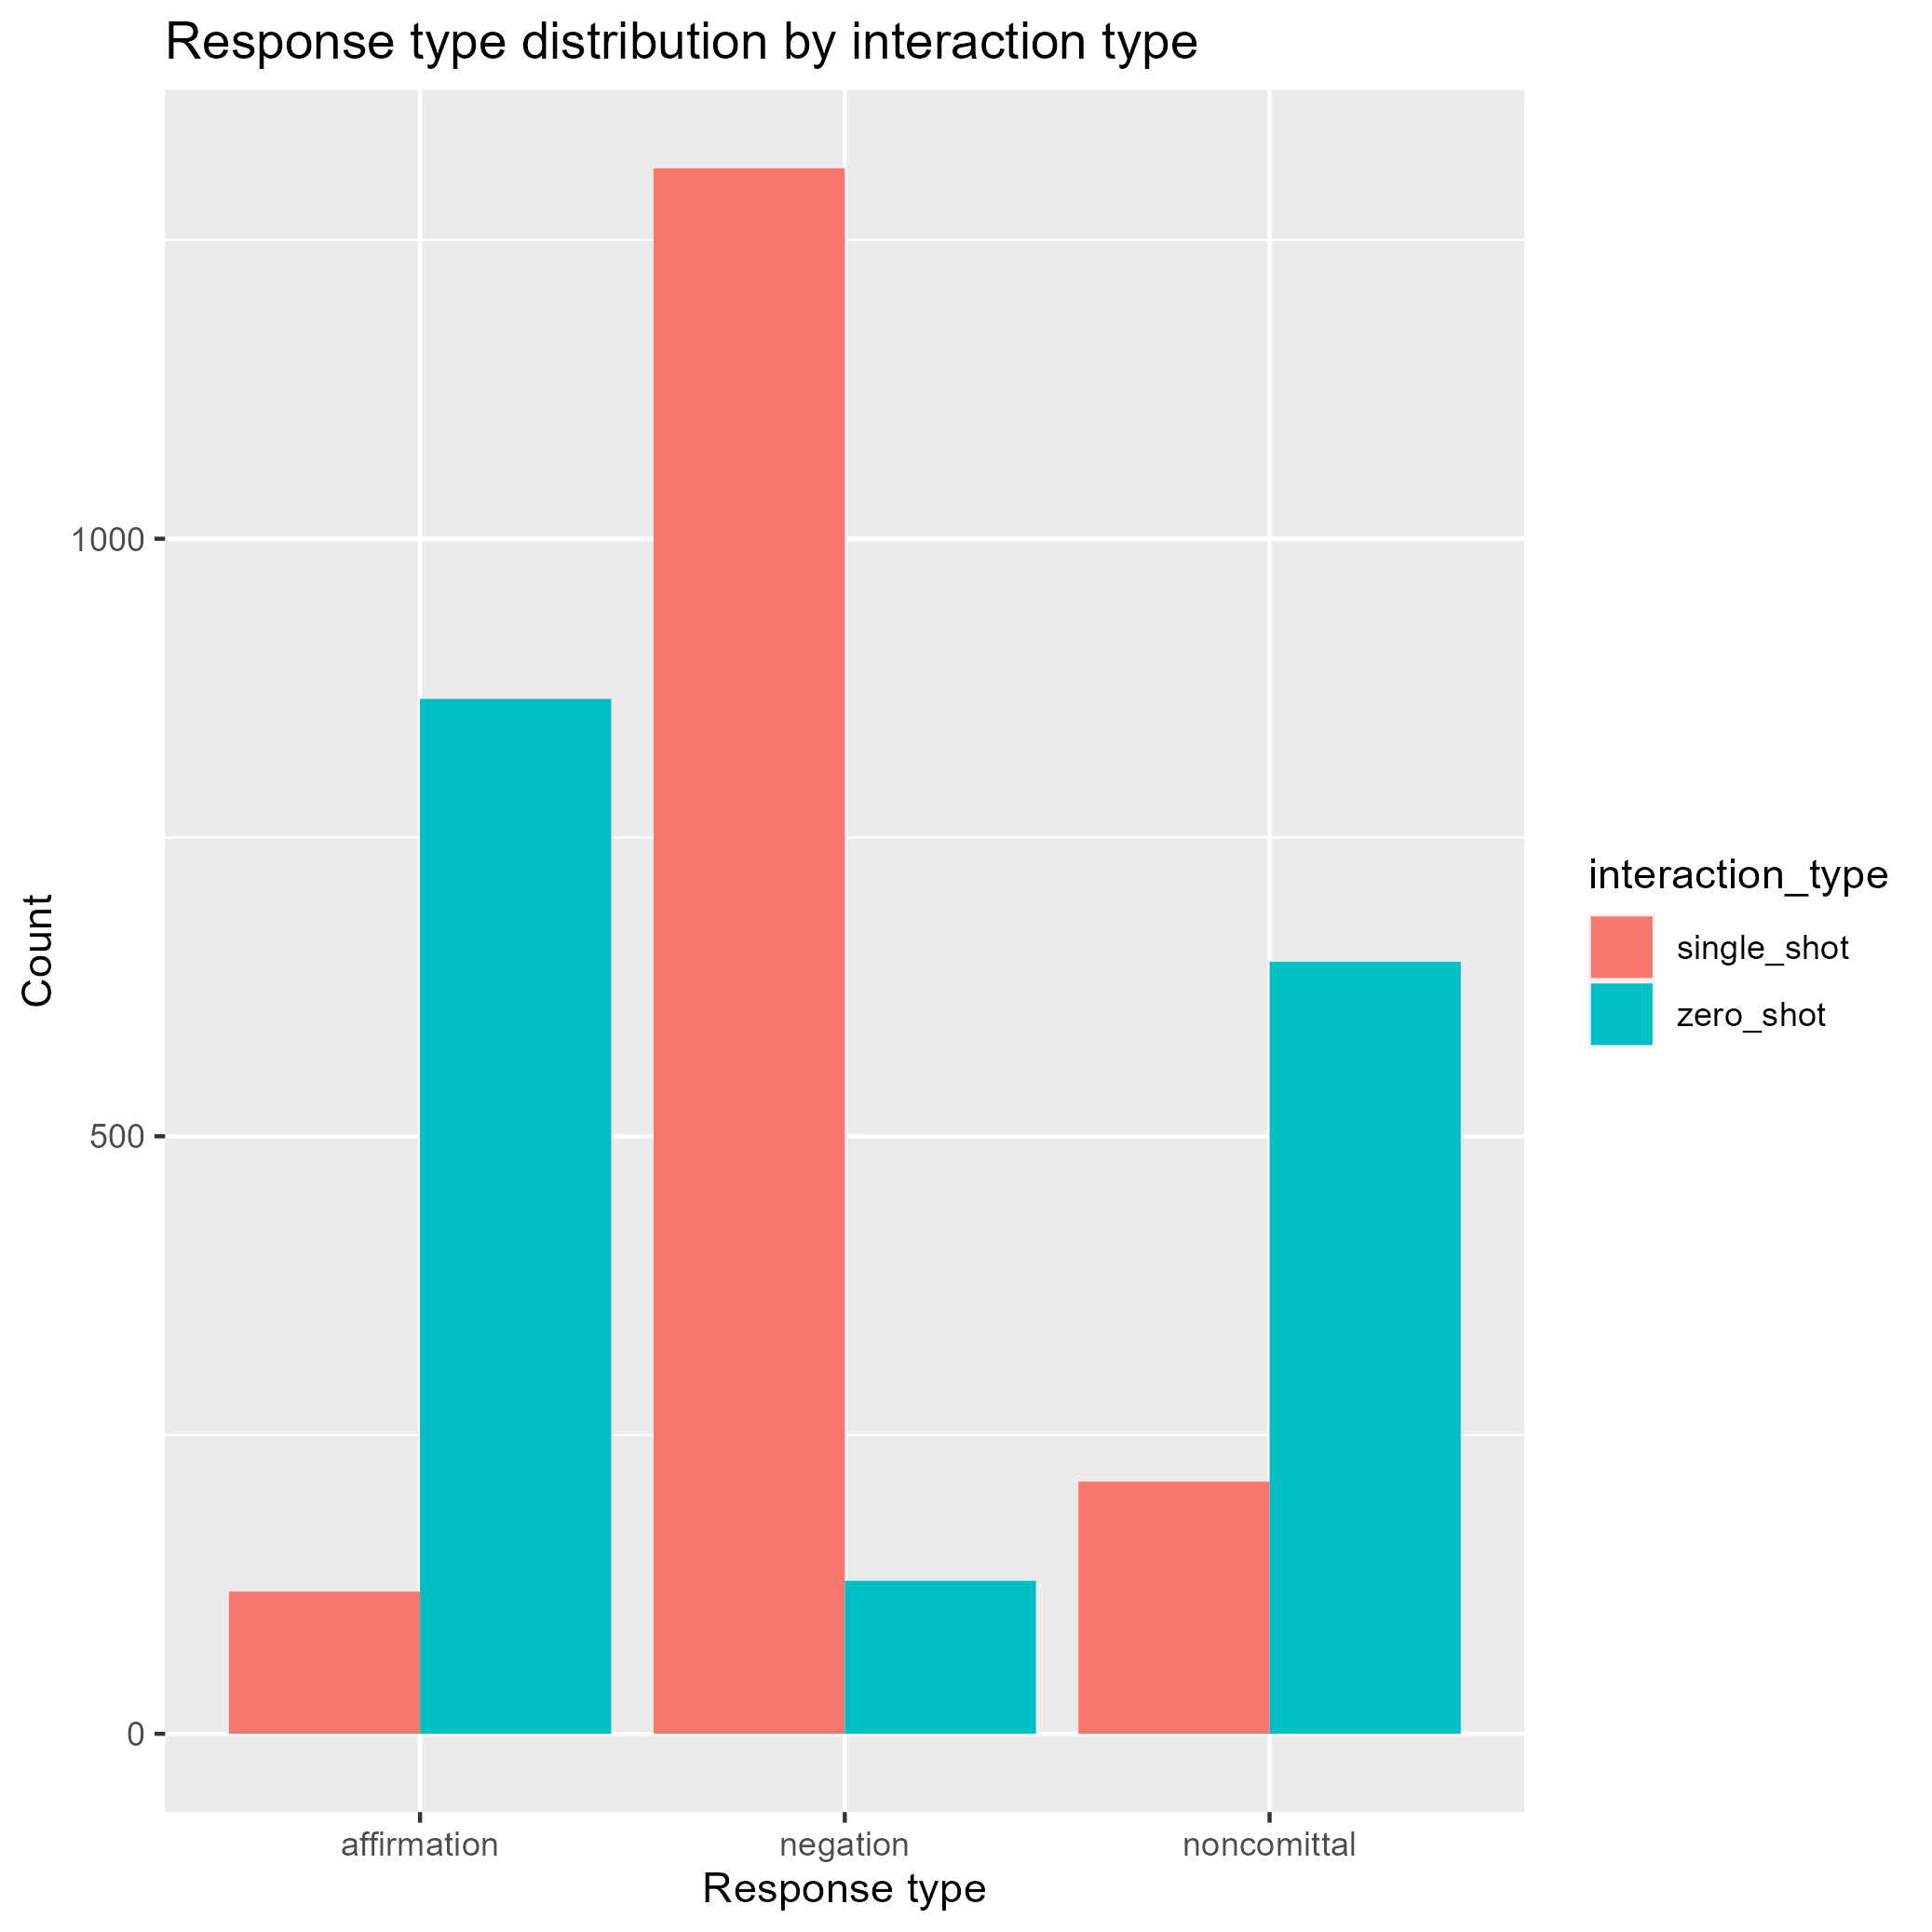 Response type distribution by interaction type
Count
1000
500
0
affirmation
negation
noncomittal
Response type
interaction_type
single_shot
zero_shot